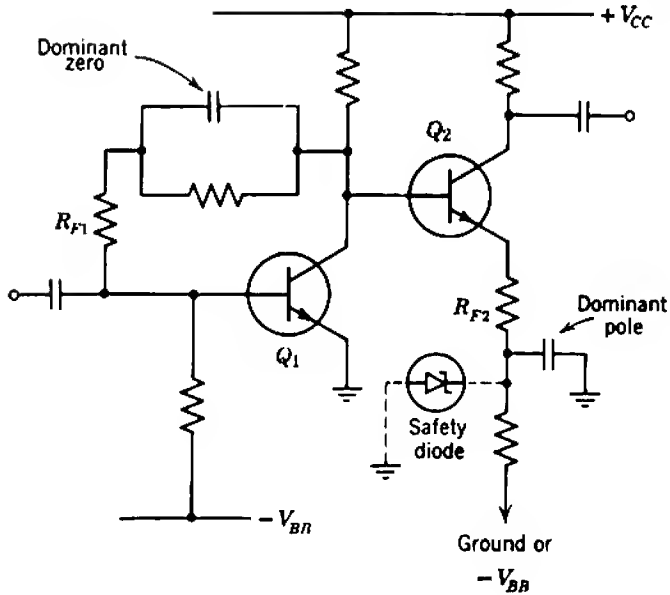 + V_CC
Dominant
zero
Q_2
R_F1
Q_1
R_F2
Dominant
pole
Safety
diode
- V_BB
Ground or
- V_BB